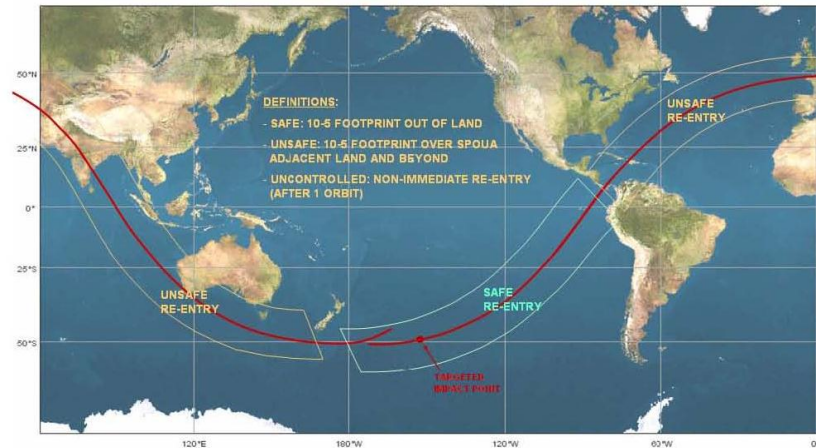 50°N
25°N
0°
25°S
50°S
DEFINITIONS:
- SAFE: 10-5 FOOTPRINT OUT OF LAND
- UNSAFE: 10-5 FOOTPRINT OVER SPOUA
ADJACENT LAND AND BEYOND
- UNCONTROLLED: NON-IMMEDIATE RE-ENTRY
(AFTER 1 ORBIT)
UNSAFE
RE-ENTRY
UNSAFE
RE-ENTRY
SAFE
RE-ENTRY
TARGETED
IMPACT POINT
120°E
180°W
120°W
63°W
0